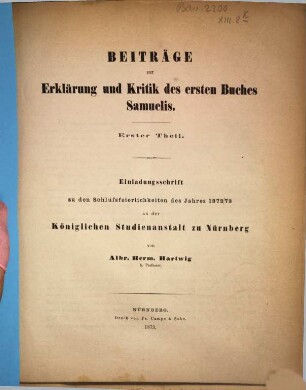 BEITRÄGE
zur
Erklärung und Kritik des ersten Buches
Samuelis.
Erster Theil.
Einladungsschrift
zu den Schlufsfeierlichkeiten des Jahres 1872/73
an der
Königlichen Studienanstalt zu Nürnberg
von
Albr. Herm. Hartwig
k. Professor.
NÜRNBERG.
Druck von Fr. Campe & Sohn.
1873.